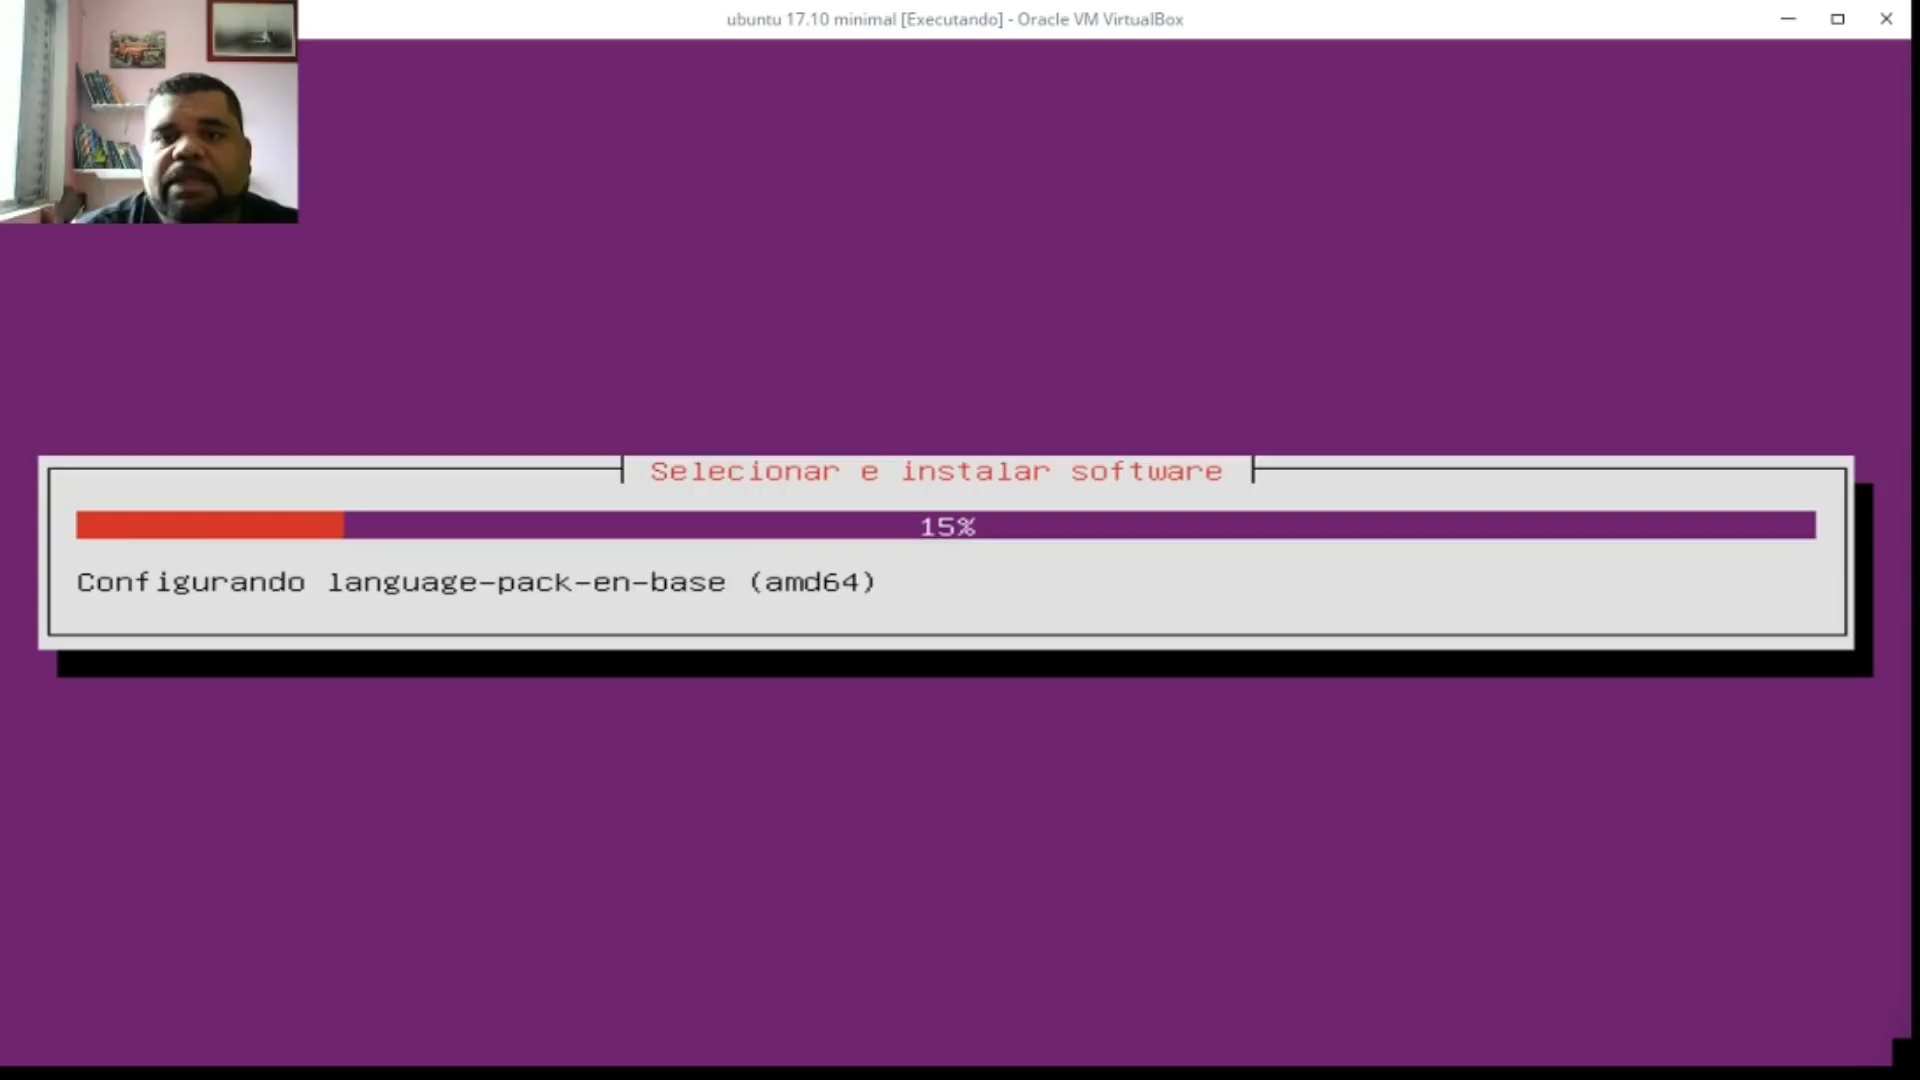 ubuntu 17.10 minimal [Executando] - Oracle VM VirtualBox
Selecionar e instalar software
15%
Configurando language-pack-en-base (amd64)